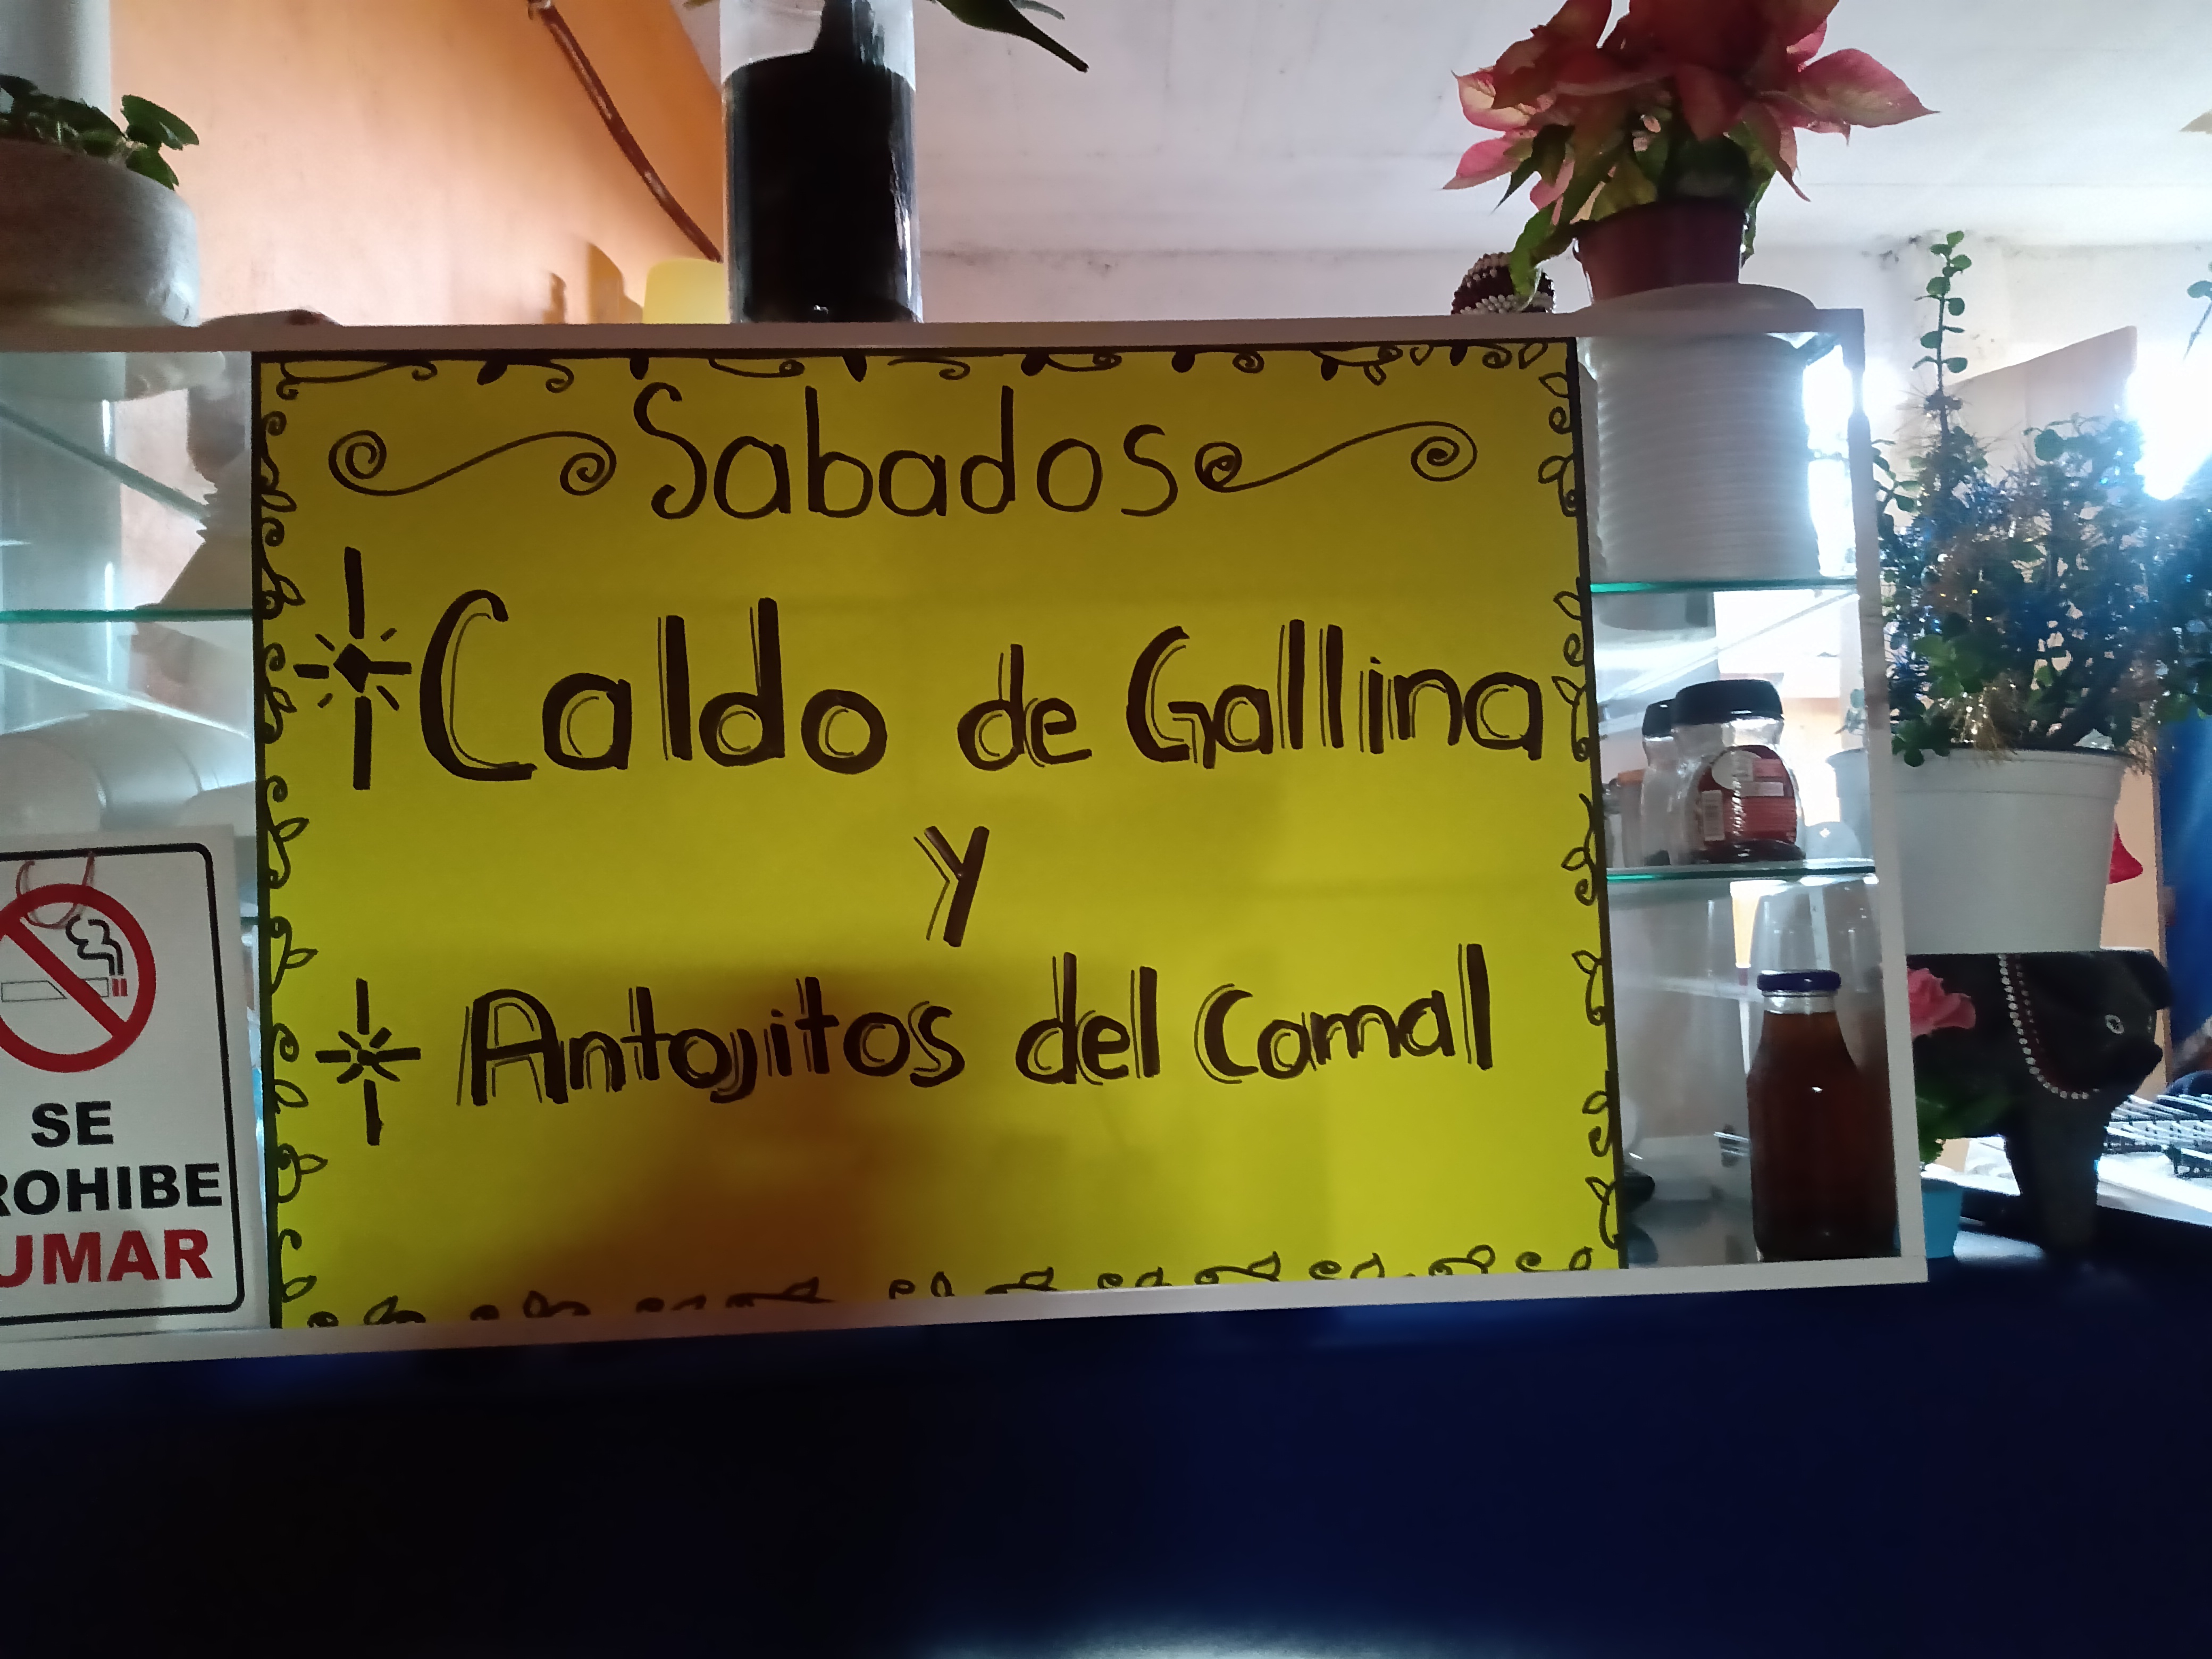 Sabados
Caldo de Gallina
y
Antojitos del Comal
SE
ROHIBE
UMAR